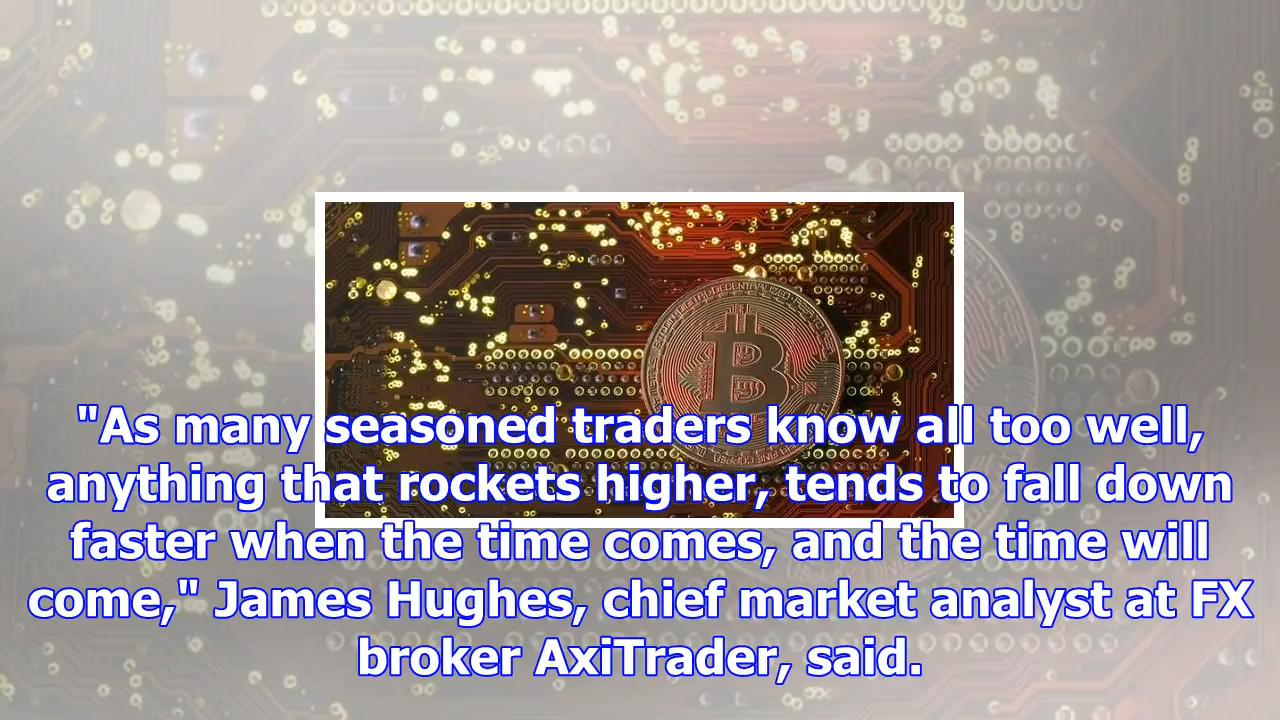 DECENTRALIZED
"As many seasoned traders know all too well,
anything that rockets higher, tends to fall down
faster when the time comes, and the time will
come," James Hughes, chief market analyst at FX
broker AxiTrader, said.